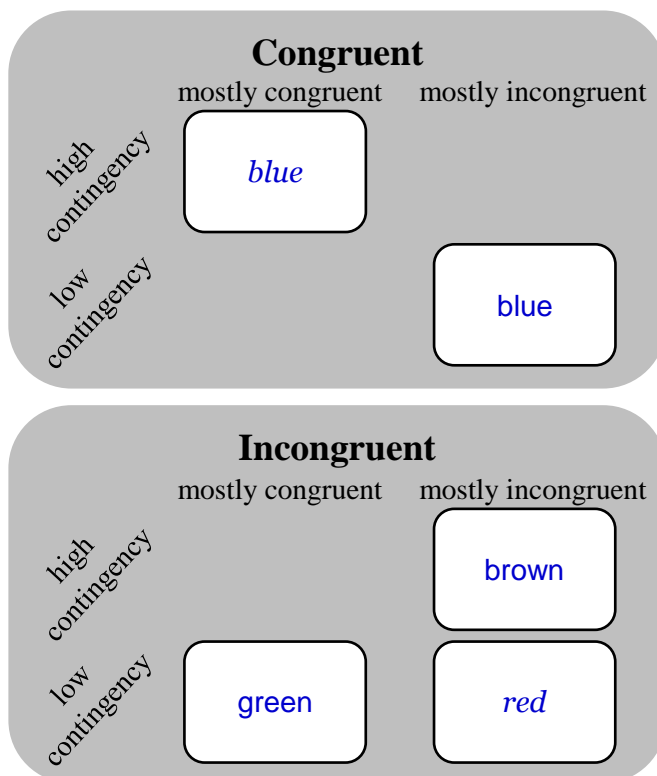 Congruent
mostly congruent mostly incongruent
high
contingency
blue
low
contingency
blue
Incongruent
mostly congruent mostly incongruent
high
contingency
brown
low
contingency
green
red